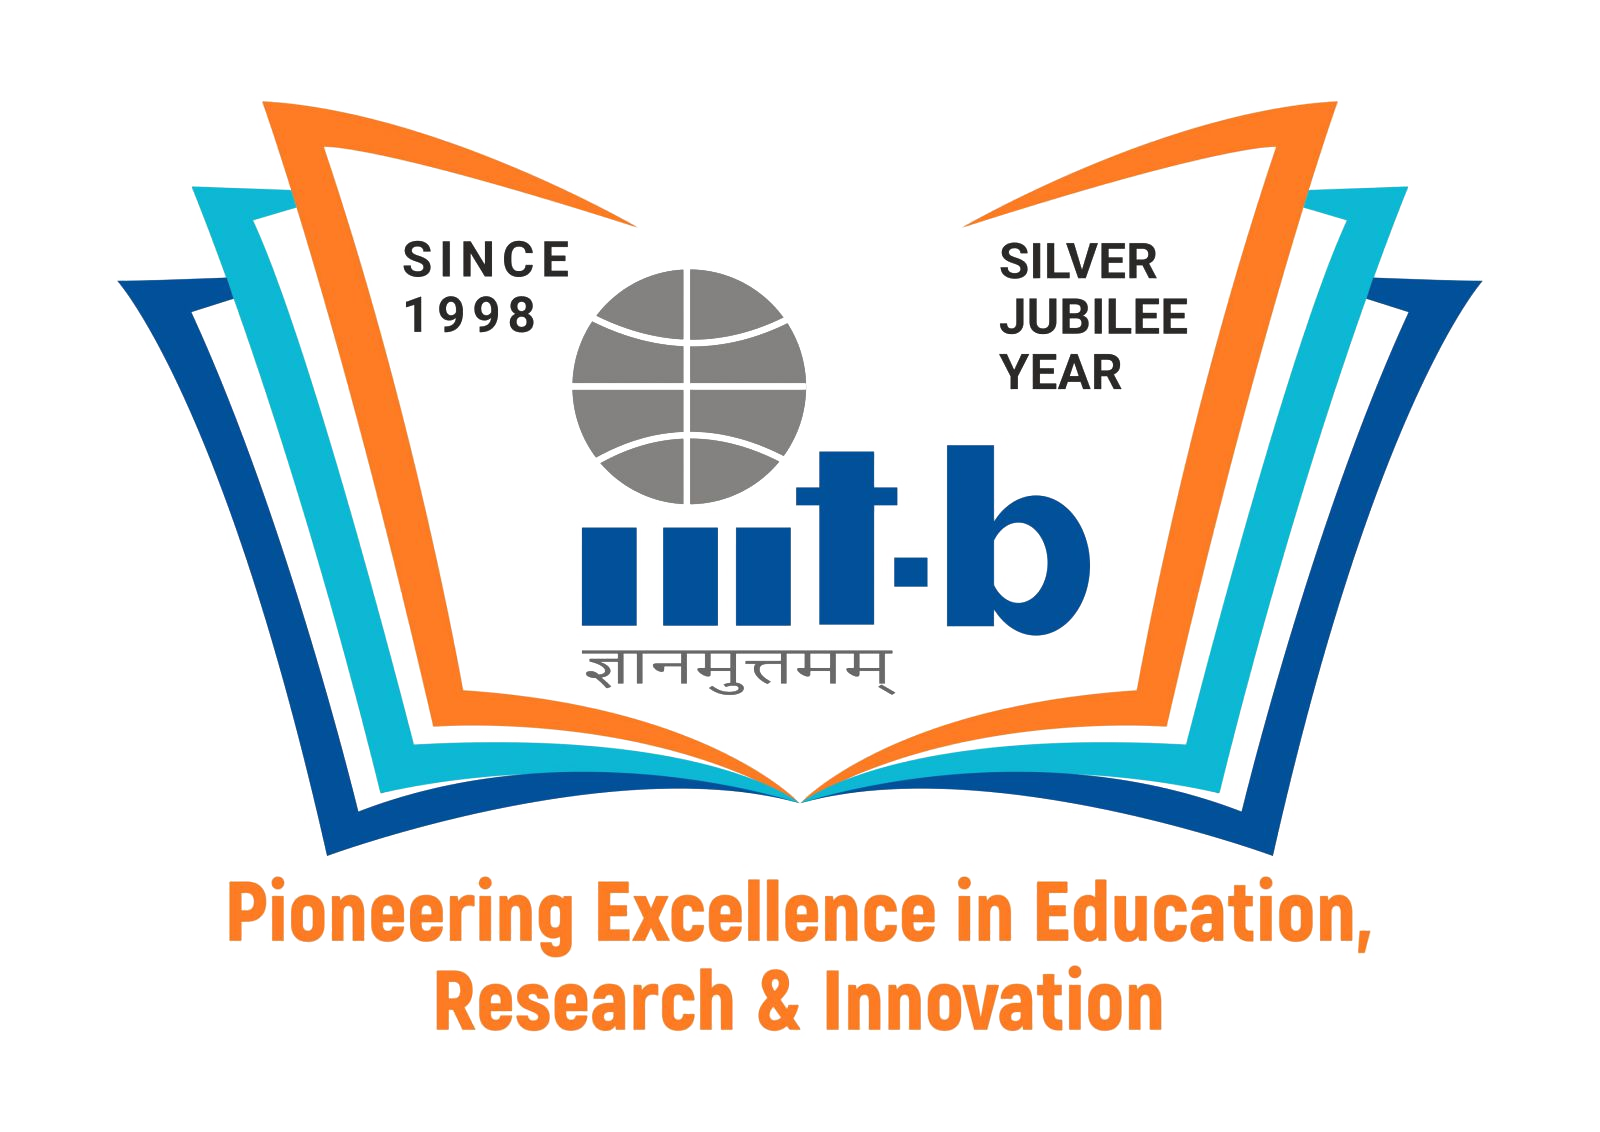 SINCE
1998
SILVER
JUBILEE
YEAR
iiit-b
ज्ञानमुत्तमम्
Pioneering Excellence in Education,
Research & Innovation